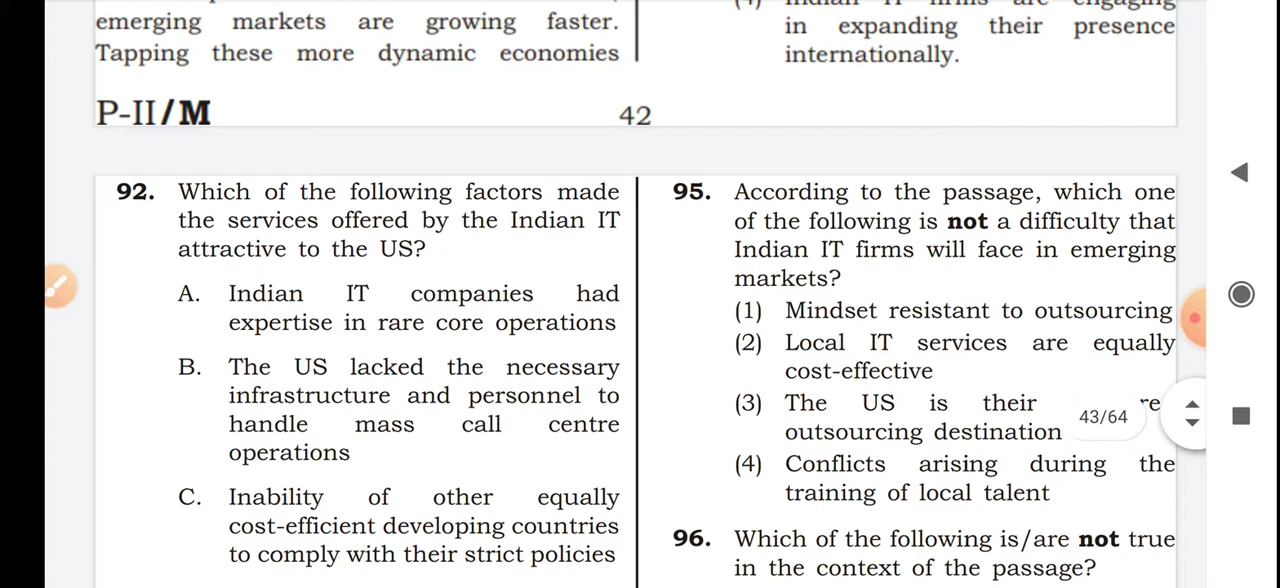 emerging markets are growing faster.
Tapping these more dynamic economies
in expanding their presence
internationally.
P-II/M
42
92. Which of the following factors made
the services offered by the Indian IT
attractive to the US?
A. Indian IT companies had
expertise in rare core operations
B. The US lacked the necessary
infrastructure and personnel to
handle mass call centre
operations
C. Inability of other equally
cost-efficient developing countries
to comply with their strict policies
95. According to the passage, which one
of the following is not a difficulty that
Indian IT firms will face in emerging
markets?
(1) Mindset resistant to outsourcing
(2) Local IT services are equally
cost-effective
(3) The US is their
outsourcing destination
(4) Conflicts arising during the
training of local talent
96. Which of the following is/are not true
in the context of the passage?
43/64